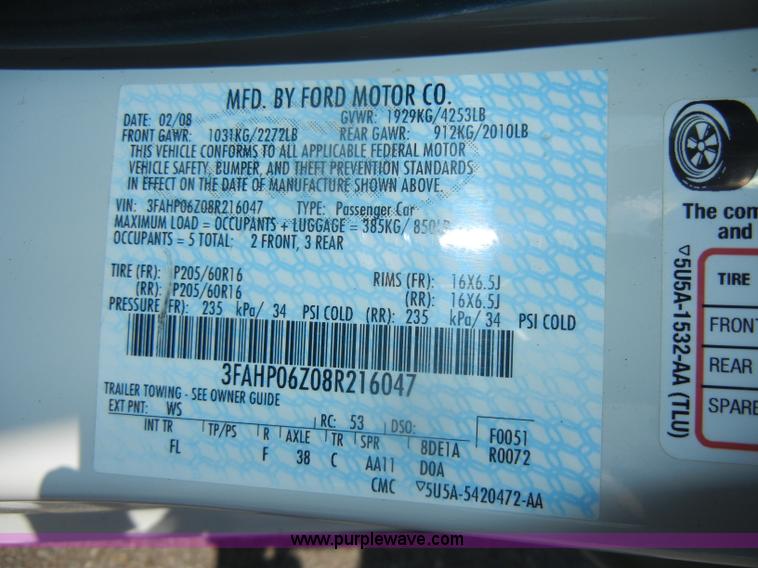 MFD. BY FORD MOTOR CO.
DATE: 02/08 GVWR: 1929KG/4253LB
FRONT GAWR: 1031KG/2272LB REAR GAWR: 912KG/2010LB
THIS VEHICLE CONFORMS TO ALL APPLICABLE FEDERAL MOTOR
VEHICLE SAFETY, BUMPER, AND THEFT PREVENTION STANDARDS
IN EFFECT ON THE DATE OF MANUFACTURE SHOWN ABOVE.
VIN: 3FAHP06Z08R216047 TYPE: Passenger Car
MAXIMUM LOAD = OCCUPANTS + LUGGAGE = 385KG/ 850LB
OCCUPANTS = 5 TOTAL: 2 FRONT, 3 REAR
TIRE (FR): P205/60R16 RIMS (FR): 16X6.5J
(RR): P205/60R16 (RR): 16X6.5J
PRESSURE (FR): 235 kPa/ 34 PSI COLD (RR): 235 kPa/ 34 PSI COLD
3FAHP06Z08R216047
TRAILER TOWING - SEE OWNER GUIDE
EXT PNT: WS RC: 53 DSO: F0051
INT TR TP/PS R AXLE TR SPR 8DE1A R0072
FL F 38 C AA11 D0A
CMC ▽5U5A-5420472-AA
The com
and
TIRE
FRONT
REAR
SPARE
▽5U5A-1532-AA (TLU)
www.purplewave.com